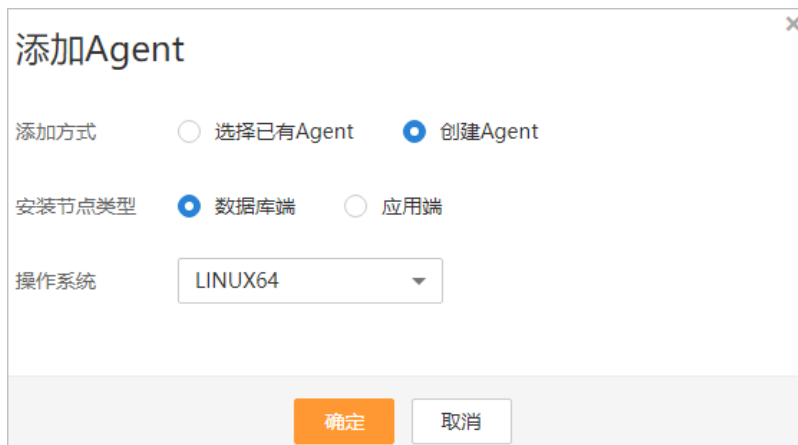 添加Agent
添加方式 选择已有Agent 创建Agent
安装节点类型 数据库端 应用端
操作系统 LINUX64
确定 取消